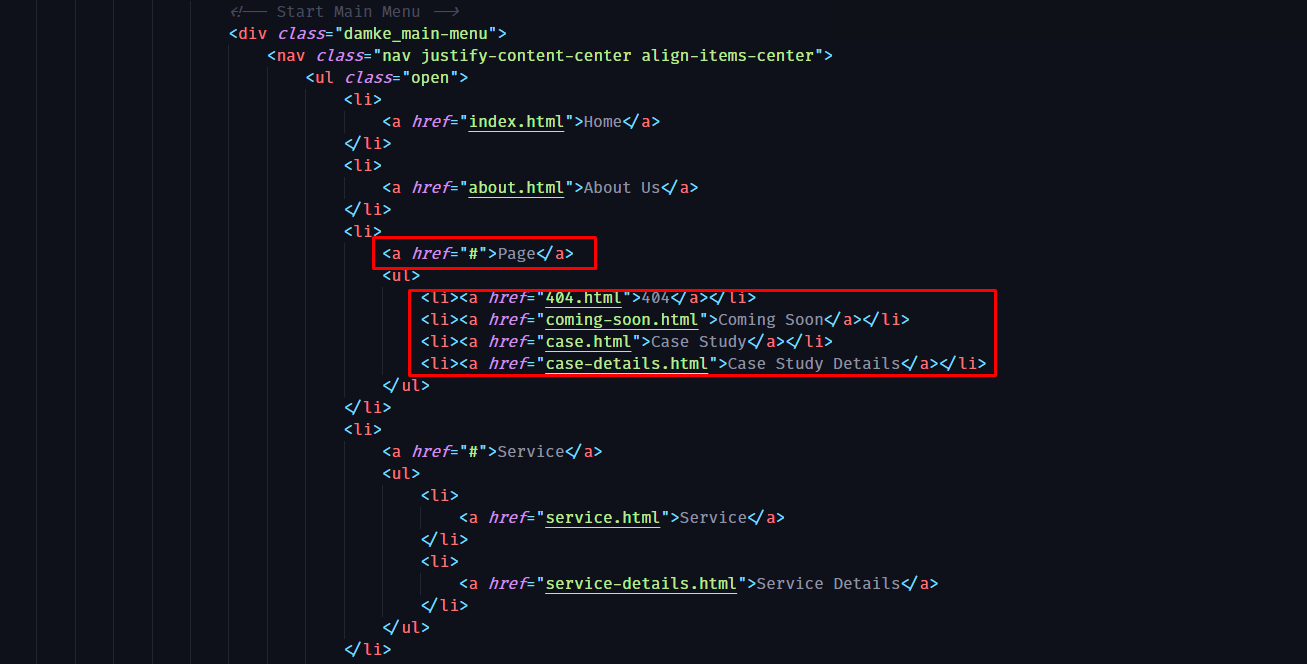 <!-- Start Main Menu -->
<div class="damke_main-menu">
<nav class="nav justify-content-center align-items-center">
<ul class="open">
<li>
<a href="index.html">Home</a>
</li>
<li>
<a href="about.html">About Us</a>
</li>
<li>
<a href="#">Page</a>
<ul>
<li><a href="404.html">404</a></li>
<li><a href="coming-soon.html">Coming Soon</a></li>
<li><a href="case.html">Case Study</a></li>
<li><a href="case-details.html">Case Study Details</a></li>
</ul>
</li>
<li>
<a href="#">Service</a>
<ul>
<li>
<a href="service.html">Service</a>
</li>
<li>
<a href="service-details.html">Service Details</a>
</li>
</ul>
</li>